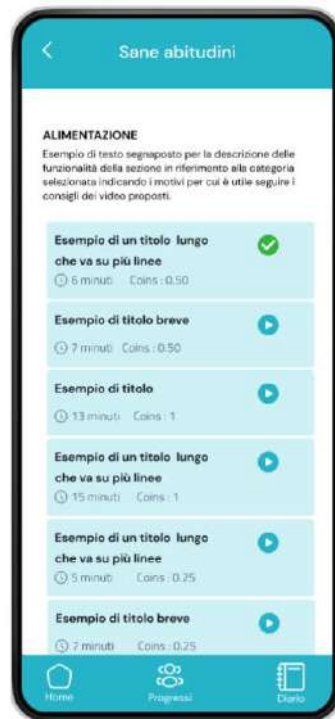 Sane abitudini
ALIMENTAZIONE
Esempio di testo segnaposto per la descrizione delle
funzionalità della sezione in riferimento alla categoria
selezionata indicando i motivi per cui è utile seguire i
consigli dei video proposti.
Esempio di un titolo lungo
che va su più linee
6 minuti Coins : 0.50
Esempio di titolo breve
7 minuti Coins : 0.50
Esempio di titolo
13 minuti Coins : 1
Esempio di un titolo lungo
che va su più linee
15 minuti Coins : 1
Esempio di un titolo lungo
che va su più linee
5 minuti Coins : 0.25
Esempio di titolo breve
7 minuti Coins : 0.25
Home Progressi Diario